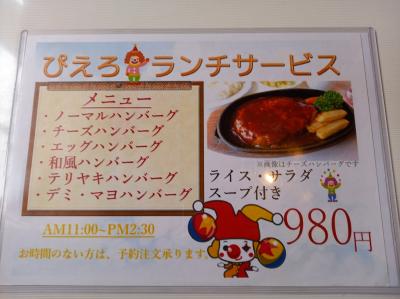 ぴえろランチサービス
メニュー
・ノーマルハンバーグ
・チーズハンバーグ
・エッグハンバーグ
・和風ハンバーグ
・テリヤキハンバーグ
・デミ・マヨハンバーグ
AM11:00~PM2:30
お時間のない方は、予約注文承ります。
※画像はチーズハンバーグです
ライス・サラダ
スープ付き
980円